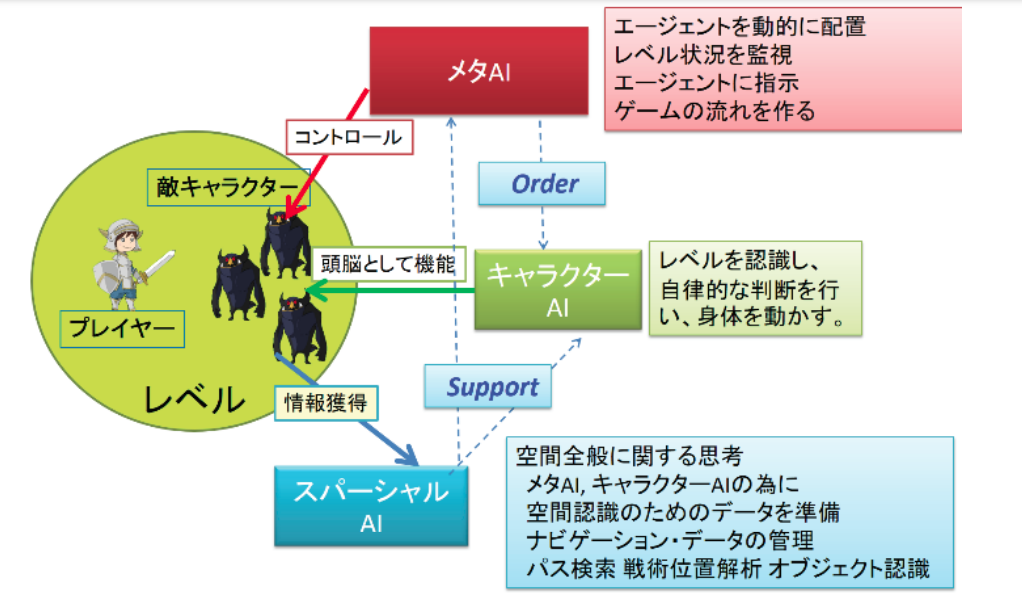 メタAI
エージェントを動的に配置
レベル状況を監視
エージェントに指示
ゲームの流れを作る
コントロール
敵キャラクター
Order
頭脳として機能
キャラクター
AI
レベルを認識し、
自律的な判断を行
い、身体を動かす。
プレイヤー
レベル
Support
情報獲得
スパーシャル
AI
空間全般に関する思考
メタAI, キャラクターAIの為に
空間認識のためのデータを準備
ナビゲーション・データの管理
パス検索 戦術位置解析 オブジェクト認識